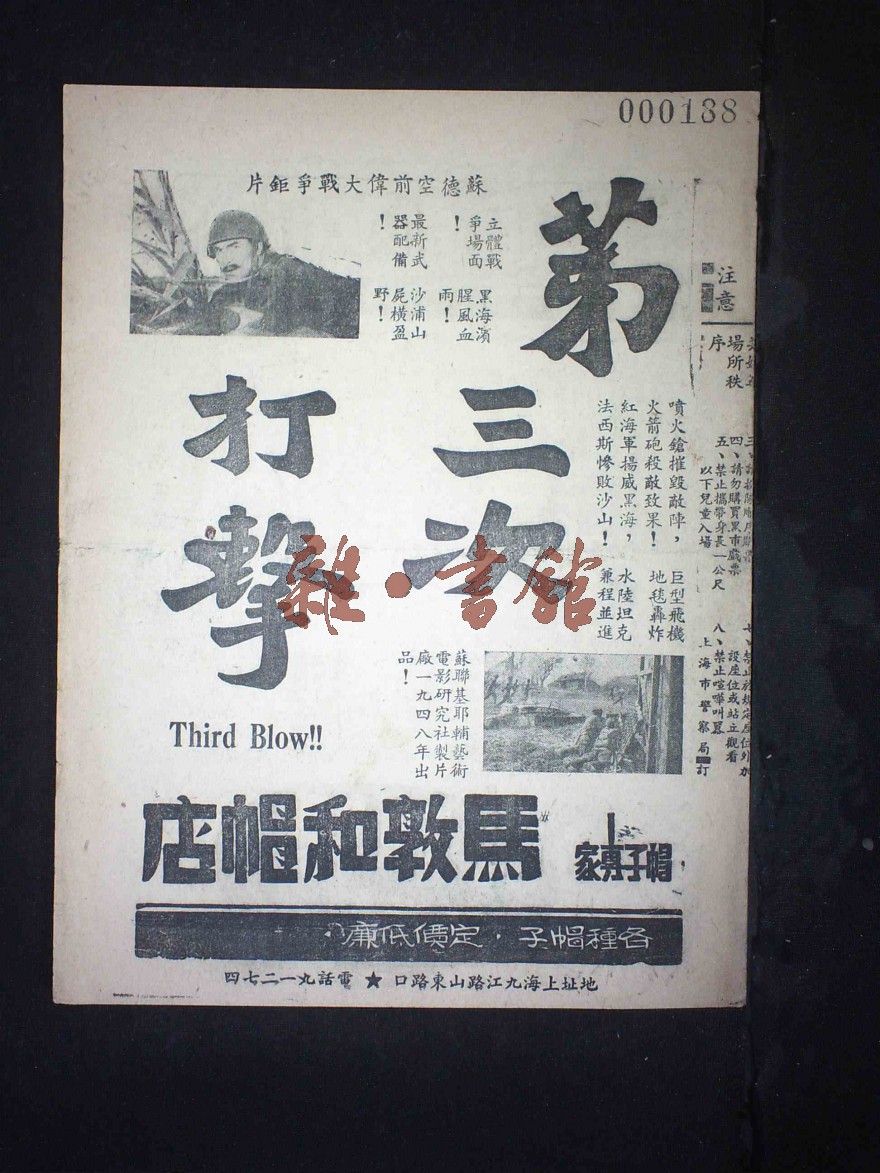 000138
蘇德空前偉大戰爭鉅片
第三次打擊
立體戰爭場面！
最新武器配備！
黑海濱腥風血雨！
沙浦山屍橫盈野！
噴火鎗摧毀敵陣，
火箭砲殺敵致果！
紅海軍揚威黑海，
法西斯慘敗沙山！
巨型飛機地毯轟炸
水陸坦克兼程並進
蘇聯基耶輔藝術
電影研究社製片
廠一九四八年出
品！
Third Blow!!
帽子專家
馬敦和帽店
各種帽子．定價低廉．
地址上海九江路山東路口 ★ 電話九一二七四
注意
場所秩
序
四、請勿購買黑市戲票
五、禁止攜帶身長一公尺
以下兒童入場
設座位或站立觀看
八、禁止喧嘩叫囂
上海市警察局訂
雜·書館